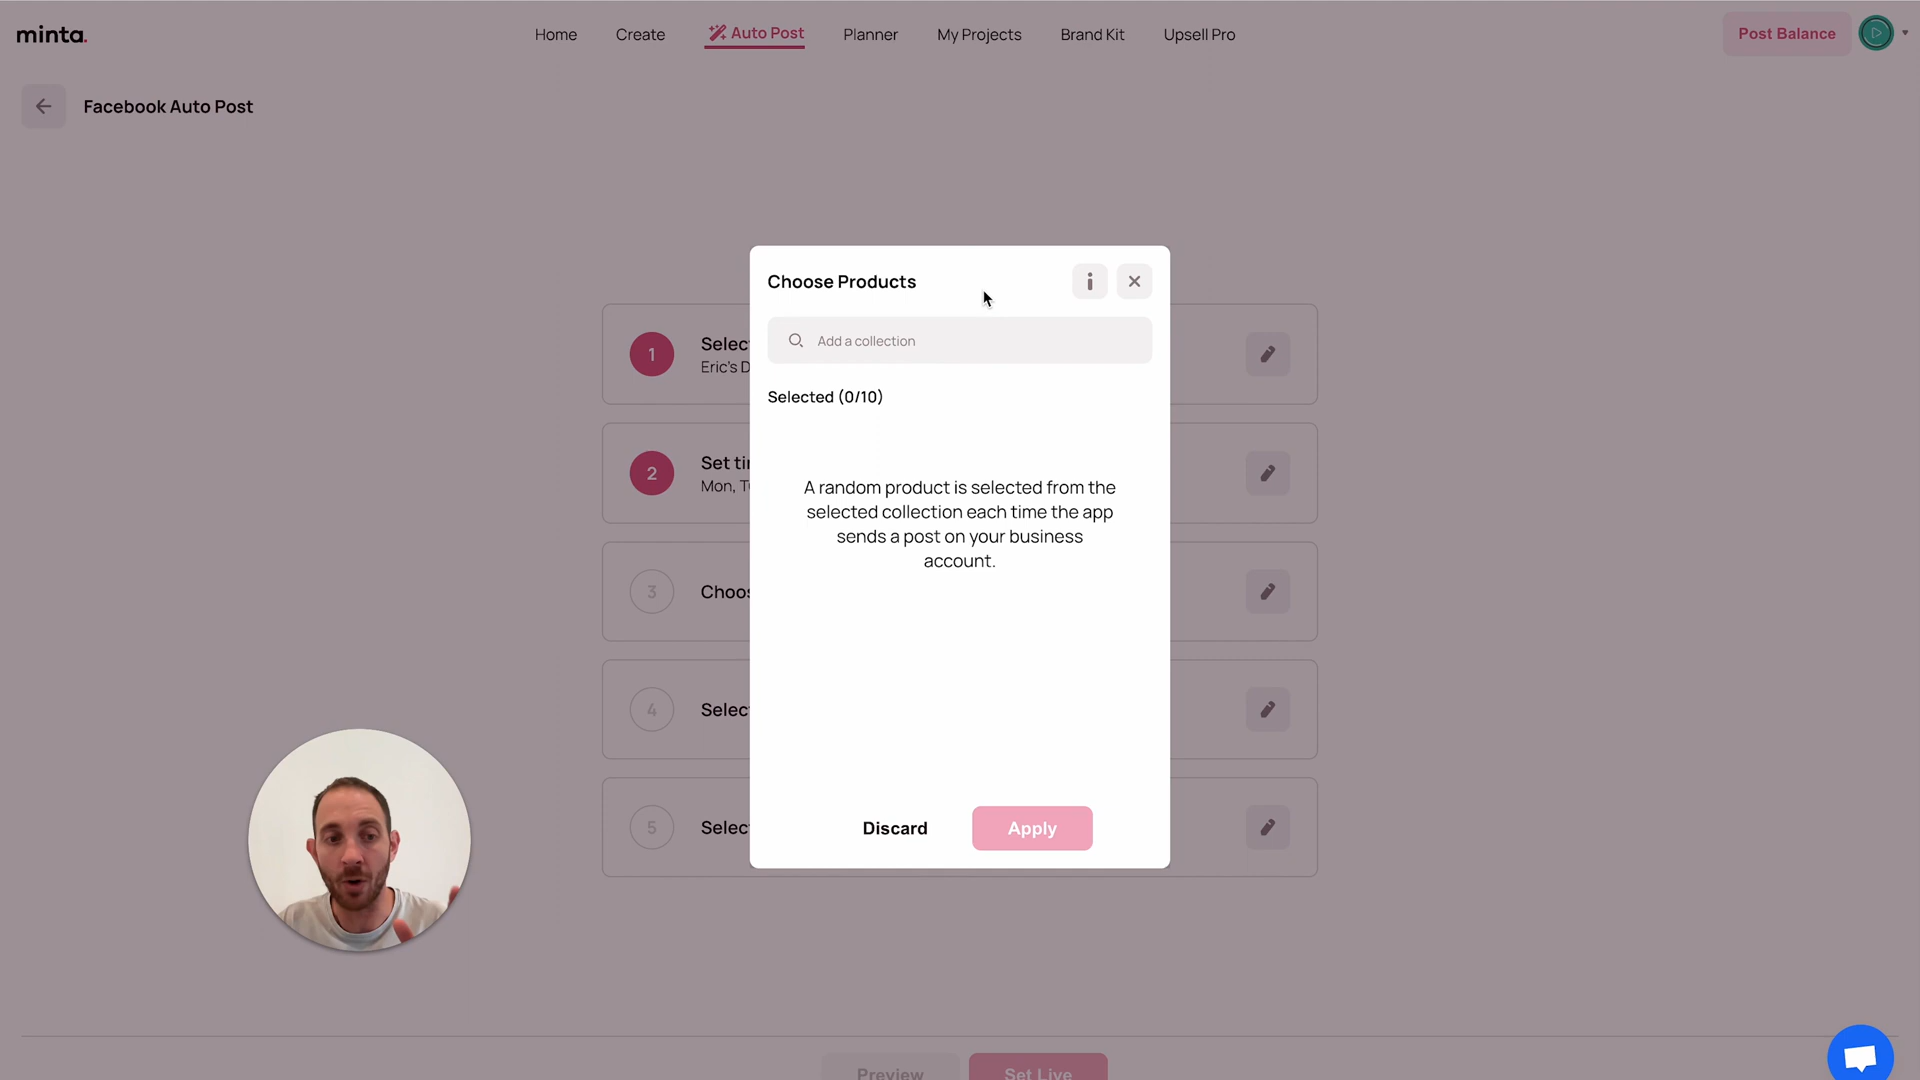 minta.
Home
Create
Auto Post
Planner
My Projects
Brand Kit
Upsell Pro
Post Balance
Facebook Auto Post
Choose Products
Add a collection
Selected (0/10)
A random product is selected from the
selected collection each time the app
sends a post on your business
account.
Discard
Apply
1
Selec
Eric's D
2
Set ti
Mon, T
3
Choos
4
Selec
5
Selec
Preview
Set Live